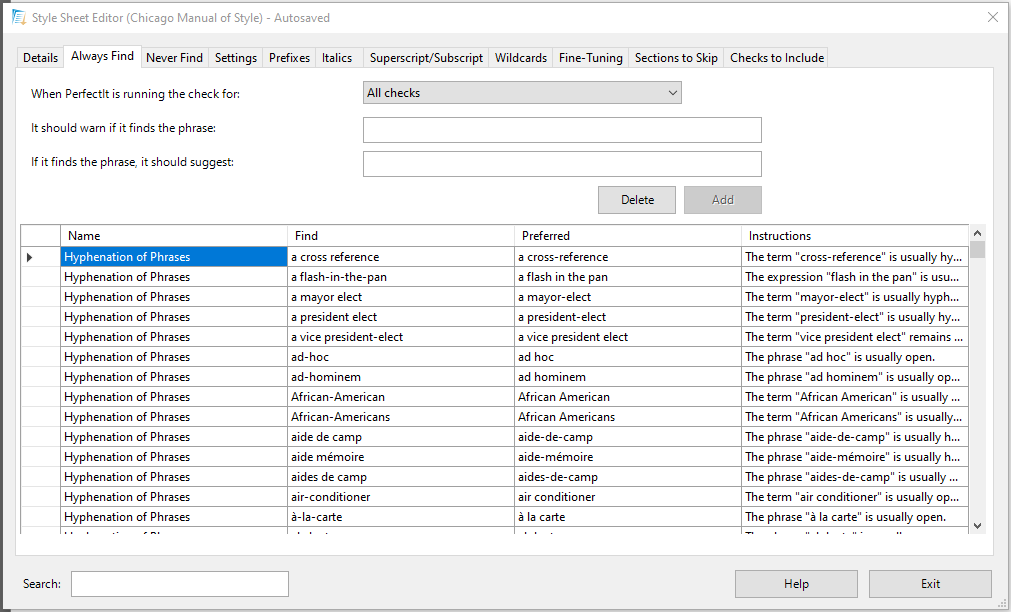 Style Sheet Editor (Chicago Manual of Style) - Autosaved
Details Always Find Never Find Settings Prefixes Italics Superscript/Subscript Wildcards Fine-Tuning Sections to Skip Checks to Include
When PerfectIt is running the check for: All checks
It should warn if it finds the phrase:
If it finds the phrase, it should suggest:
Delete Add
Name Find Preferred Instructions
Hyphenation of Phrases a cross reference a cross-reference The term "cross-reference" is usually hy...
Hyphenation of Phrases a flash-in-the-pan a flash in the pan The expression "flash in the pan" is usu...
Hyphenation of Phrases a mayor elect a mayor-elect The term "mayor-elect" is usually hyph...
Hyphenation of Phrases a president elect a president-elect The term "president-elect" is usually hy...
Hyphenation of Phrases a vice president-elect a vice president elect The term "vice president elect" remains ...
Hyphenation of Phrases ad-hoc ad hoc The phrase "ad hoc" is usually open.
Hyphenation of Phrases ad-hominem ad hominem The phrase "ad hominem" is usually op...
Hyphenation of Phrases African-American African American The term "African American" is usually ...
Hyphenation of Phrases African-Americans African Americans The term "African Americans" is usually...
Hyphenation of Phrases aide de camp aide-de-camp The phrase "aide-de-camp" is usually h...
Hyphenation of Phrases aide mémoire aide-mémoire The phrase "aide-mémoire" is usually h...
Hyphenation of Phrases aides de camp aides-de-camp The phrase "aides-de-camp" is usually ...
Hyphenation of Phrases air-conditioner air conditioner The term "air conditioner" is usually op...
Hyphenation of Phrases à-la-carte à la carte The phrase "à la carte" is usually open.
Search: Help Exit